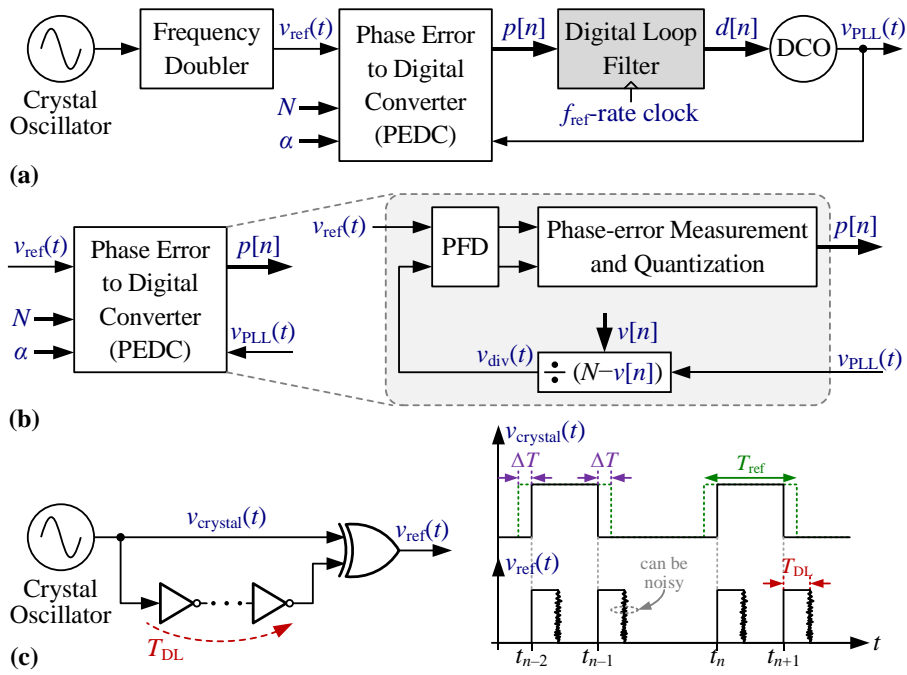 Crystal
Oscillator
Frequency
Doubler
v_ref(t)
Phase Error
to Digital
Converter
(PEDC)
N
α
p[n]
Digital Loop
Filter
f_ref-rate clock
d[n]
DCO
v_PLL(t)
(a)
v_ref(t)
N
α
Phase Error
to Digital
Converter
(PEDC)
p[n]
v_PLL(t)
v_ref(t)
PFD
Phase-error Measurement
and Quantization
p[n]
v[n]
v_div(t)
÷ (N−v[n])
v_PLL(t)
(b)
Crystal
Oscillator
v_crystal(t)
v_ref(t)
T_DL
(c)
v_crystal(t)
ΔT
ΔT
T_ref
v_ref(t)
can be
noisy
T_DL
t_n−2
t_n−1
t_n
t_n+1
t